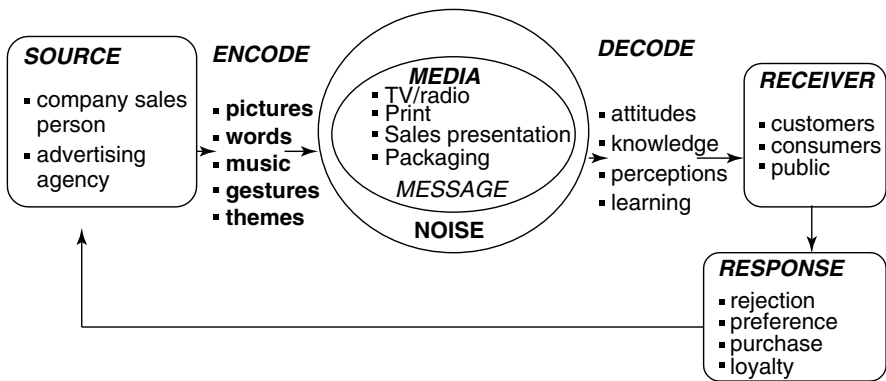 SOURCE
▪ company sales
person
▪ advertising
agency
ENCODE
▪ pictures
▪ words
▪ music
▪ gestures
▪ themes
MEDIA
▪ TV/radio
▪ Print
▪ Sales presentation
▪ Packaging
MESSAGE
NOISE
DECODE
▪ attitudes
▪ knowledge
▪ perceptions
▪ learning
RECEIVER
▪ customers
▪ consumers
▪ public
RESPONSE
▪ rejection
▪ preference
▪ purchase
▪ loyalty